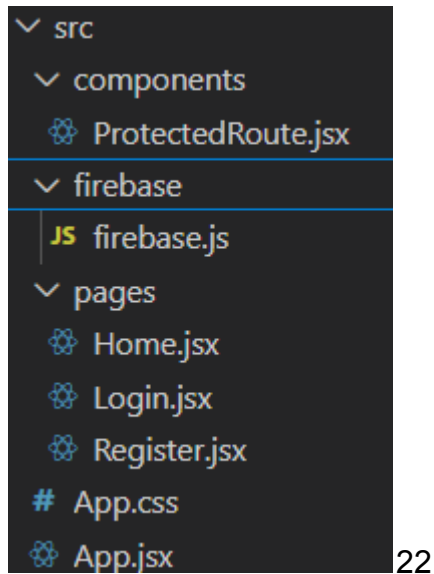 src
components
ProtectedRoute.jsx
firebase
JS firebase.js
pages
Home.jsx
Login.jsx
Register.jsx
# App.css
App.jsx 22